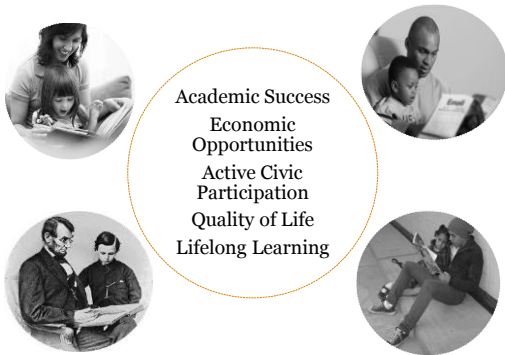 Academic Success
Economic
Opportunities
Active Civic
Participation
Quality of Life
Lifelong Learning